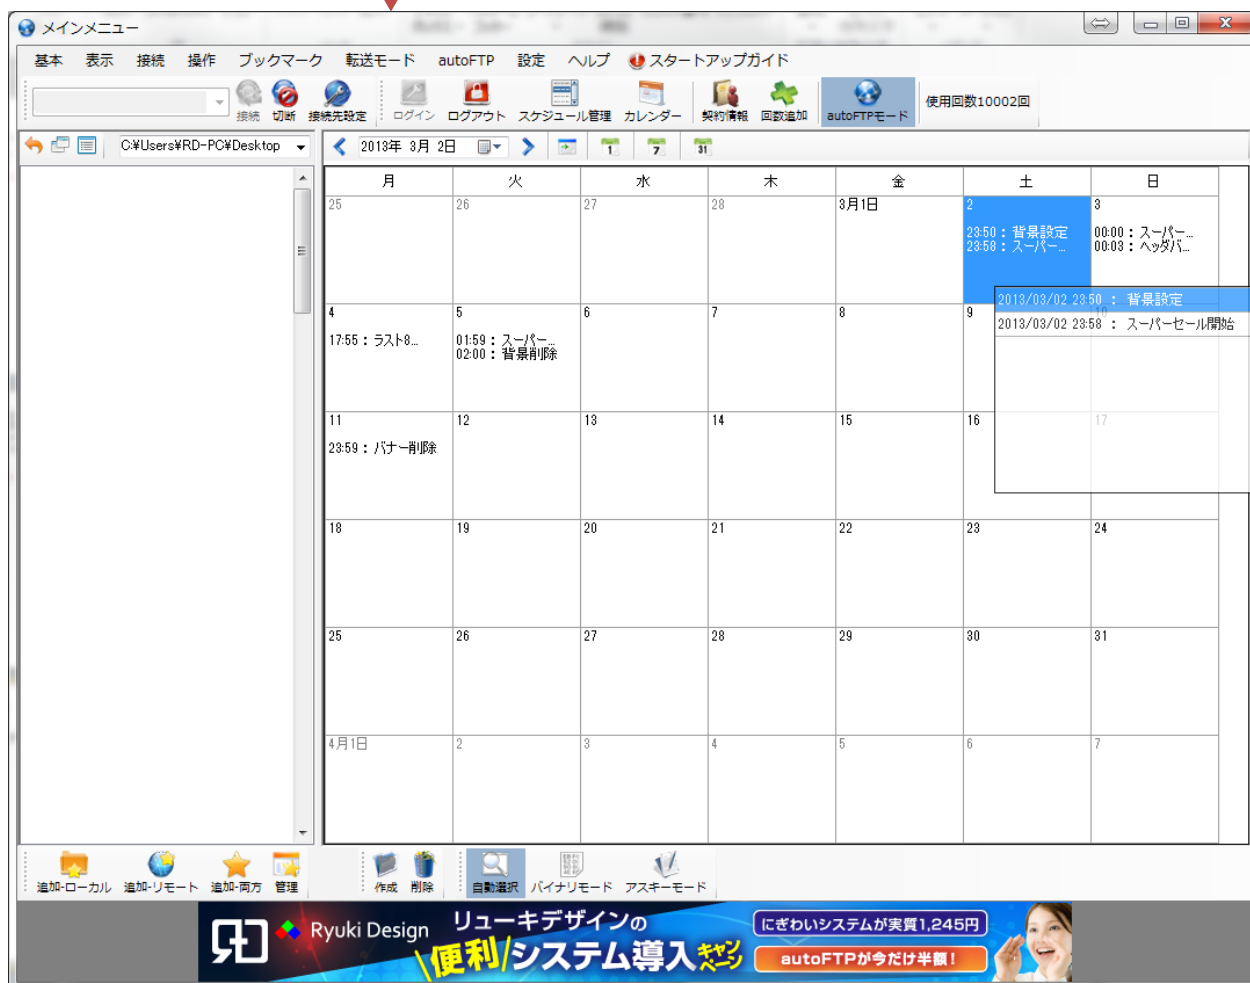 メインメニュー
基本 表示 接続 操作 ブックマーク 転送モード autoFTP 設定 ヘルプ スタートアップガイド
接続 切断 接続先設定 ログイン ログアウト スケジュール管理 カレンダー 契約情報 回数追加 autoFTPモード 使用回数10002回
C:¥Users¥RD-PC¥Desktop 2013年 3月 2日 1 7 31
月 火 水 木 金 土 日
25 26 27 28 3月1日 2 3
23:50 : 背景設定 00:00 : スーパー...
23:58 : スーパー... 00:03 : ヘッダバ...
2013/03/02 23:50 : 背景設定
4 5 6 7 8 9 10
2013/03/02 23:58 : スーパーセール開始
17:55 : ラスト8... 01:59 : スーパー...
02:00 : 背景削除
11 12 13 14 15 16 17
23:59 : バナー削除
18 19 20 21 22 23 24
25 26 27 28 29 30 31
4月1日 2 3 4 5 6 7
追加-ローカル 追加-リモート 追加-両方 管理 作成 削除 自動選択 バイナリモード アスキーモード
Ryuki Design リューキデザインの にぎわいシステムが実質1,245円
\便利/システム導入キャンペーン autoFTPが今だけ半額!